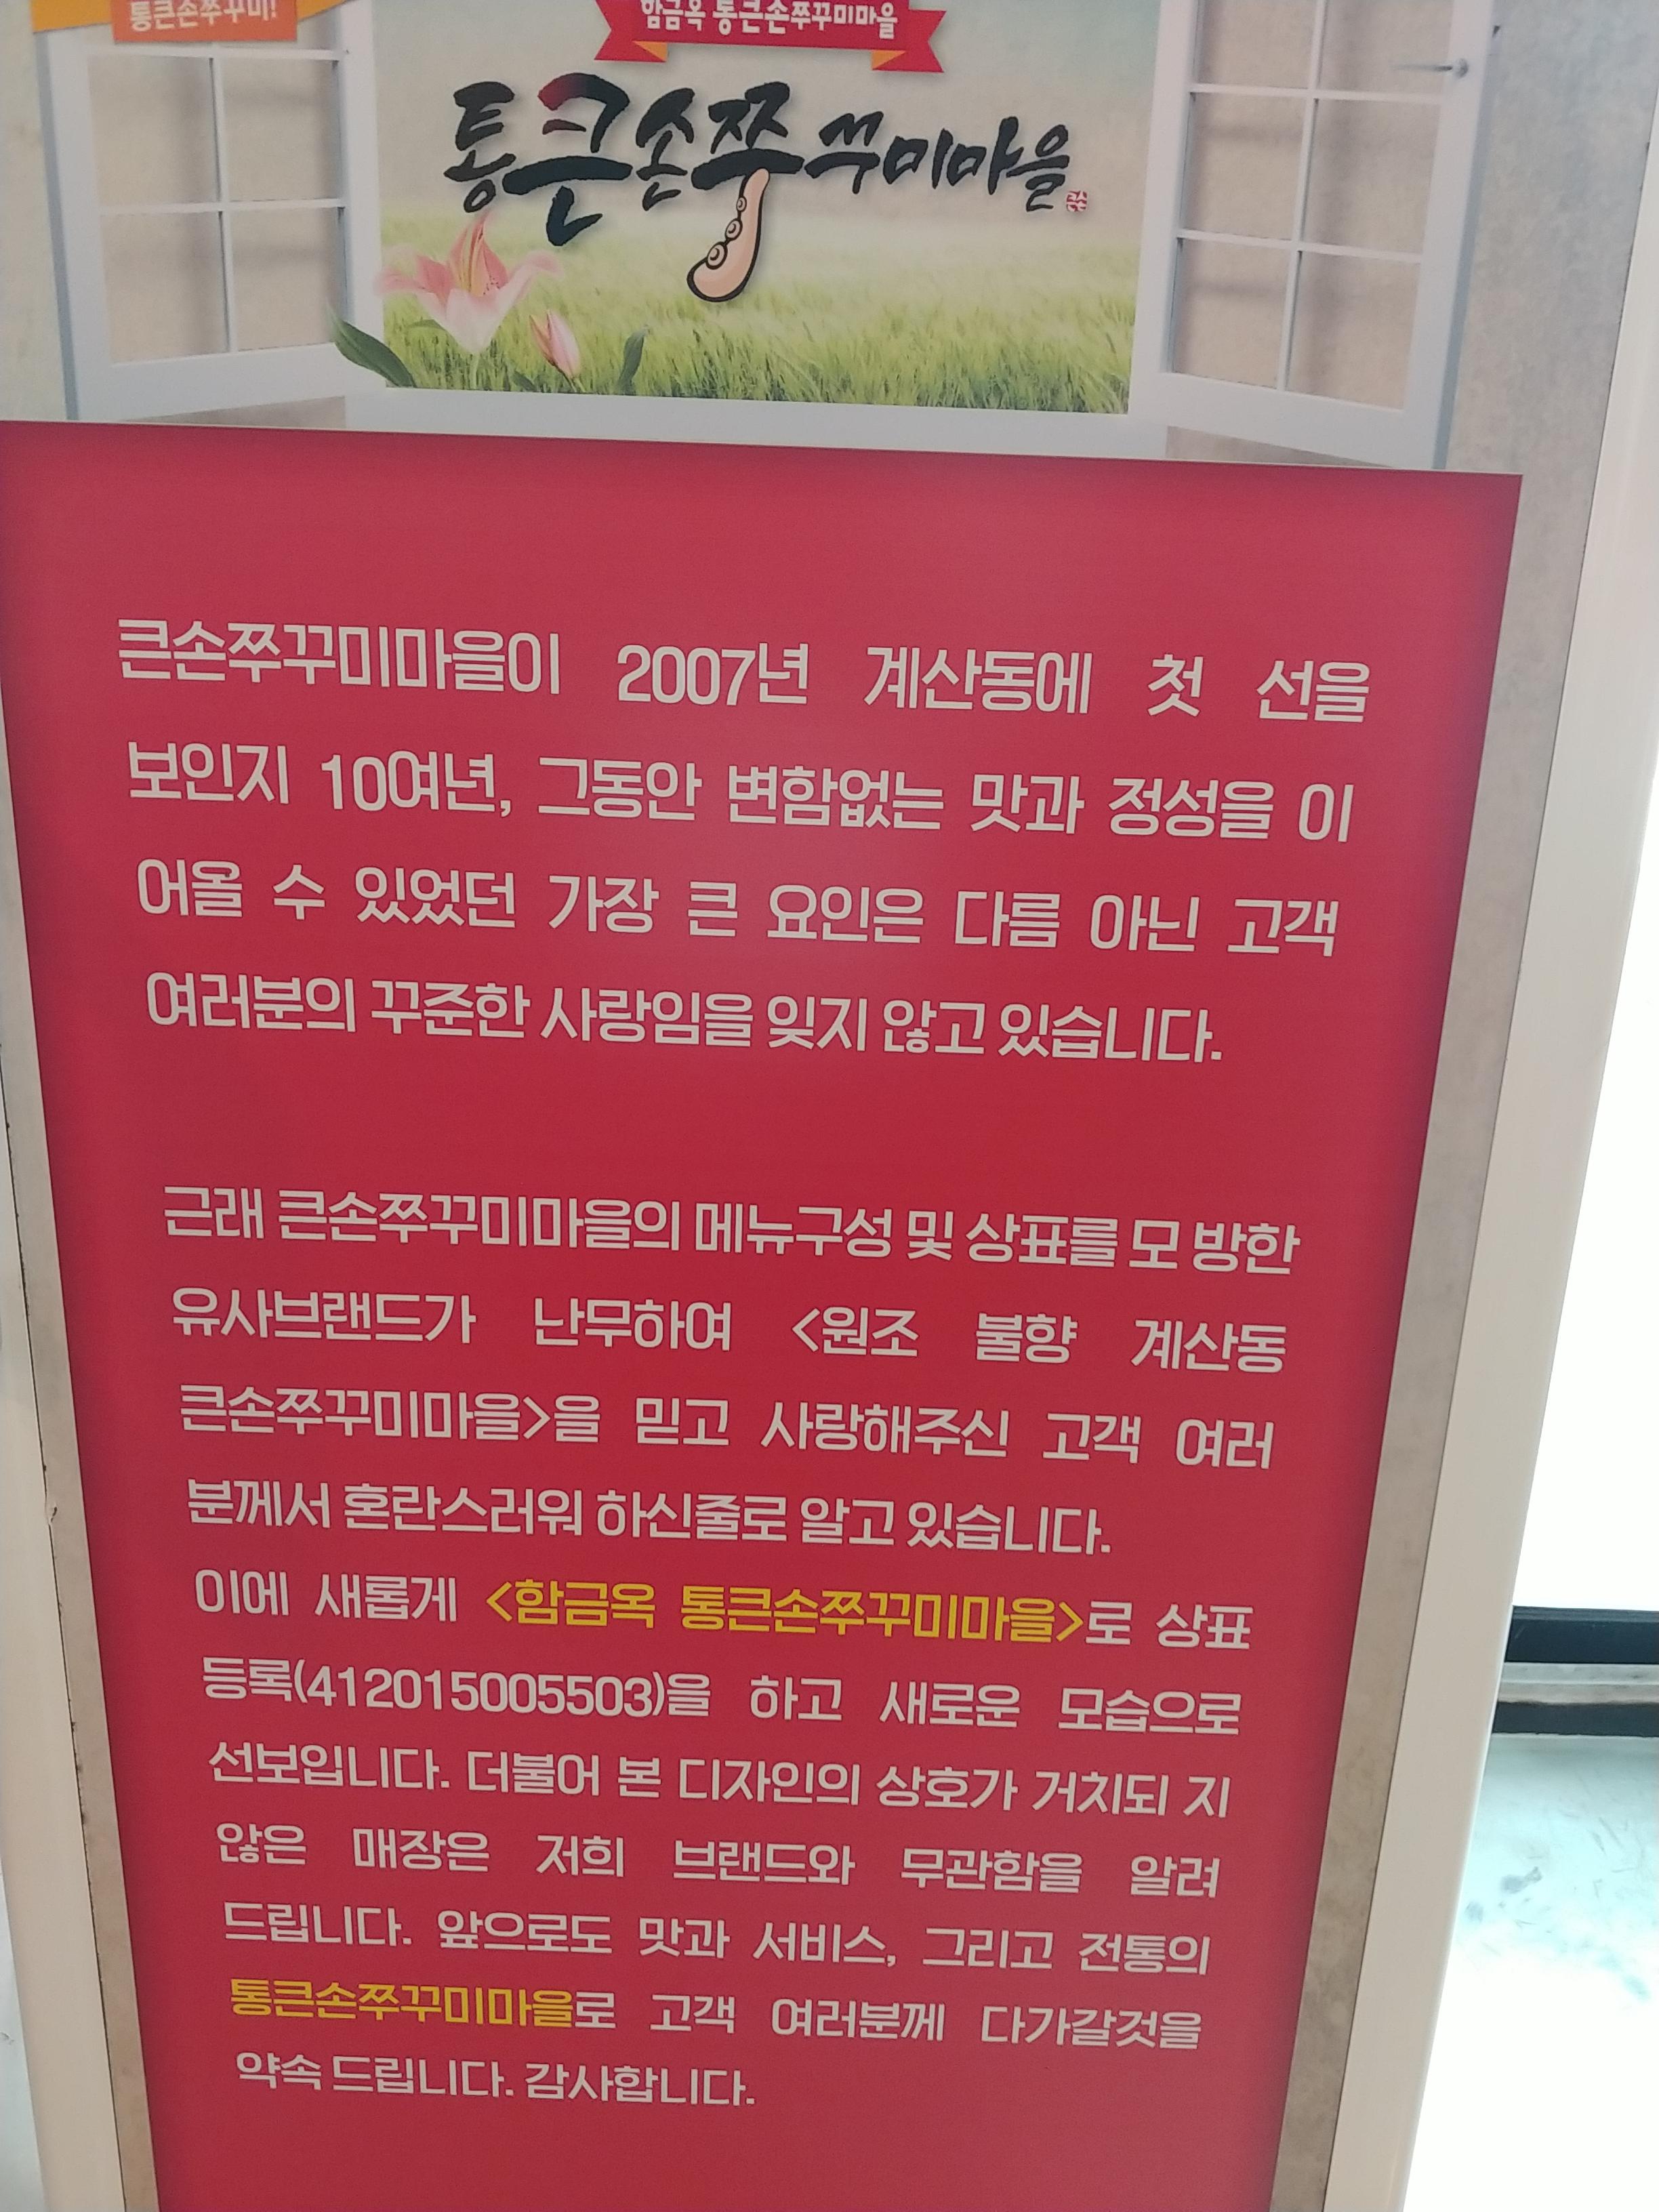 통큰손쭈꾸미!
함금옥 통큰손쭈꾸미마을
통큰손쭈꾸미마을
큰손쭈꾸미마을이 2007년 계산동에 첫 선을
보인지 10여년, 그동안 변함없는 맛과 정성을 이
어올 수 있었던 가장 큰 요인은 다름 아닌 고객
여러분의 꾸준한 사랑임을 잊지 않고 있습니다.
근래 큰손쭈꾸미마을의 메뉴구성 및 상표를 모 방한
유사브랜드가 난무하여 <원조 불향 계산동
큰손쭈꾸미마을>을 믿고 사랑해주신 고객 여러
분께서 혼란스러워 하신줄로 알고 있습니다.
이에 새롭게 <함금옥 통큰손쭈꾸미마을>로 상표
등록(412015005503)을 하고 새로운 모습으로
선보입니다. 더불어 본 디자인의 상호가 거치되 지
않은 매장은 저희 브랜드와 무관함을 알려
드립니다. 앞으로도 맛과 서비스, 그리고 전통의
통큰손쭈꾸미마을로 고객 여러분께 다가갈것을
약속 드립니다. 감사합니다.